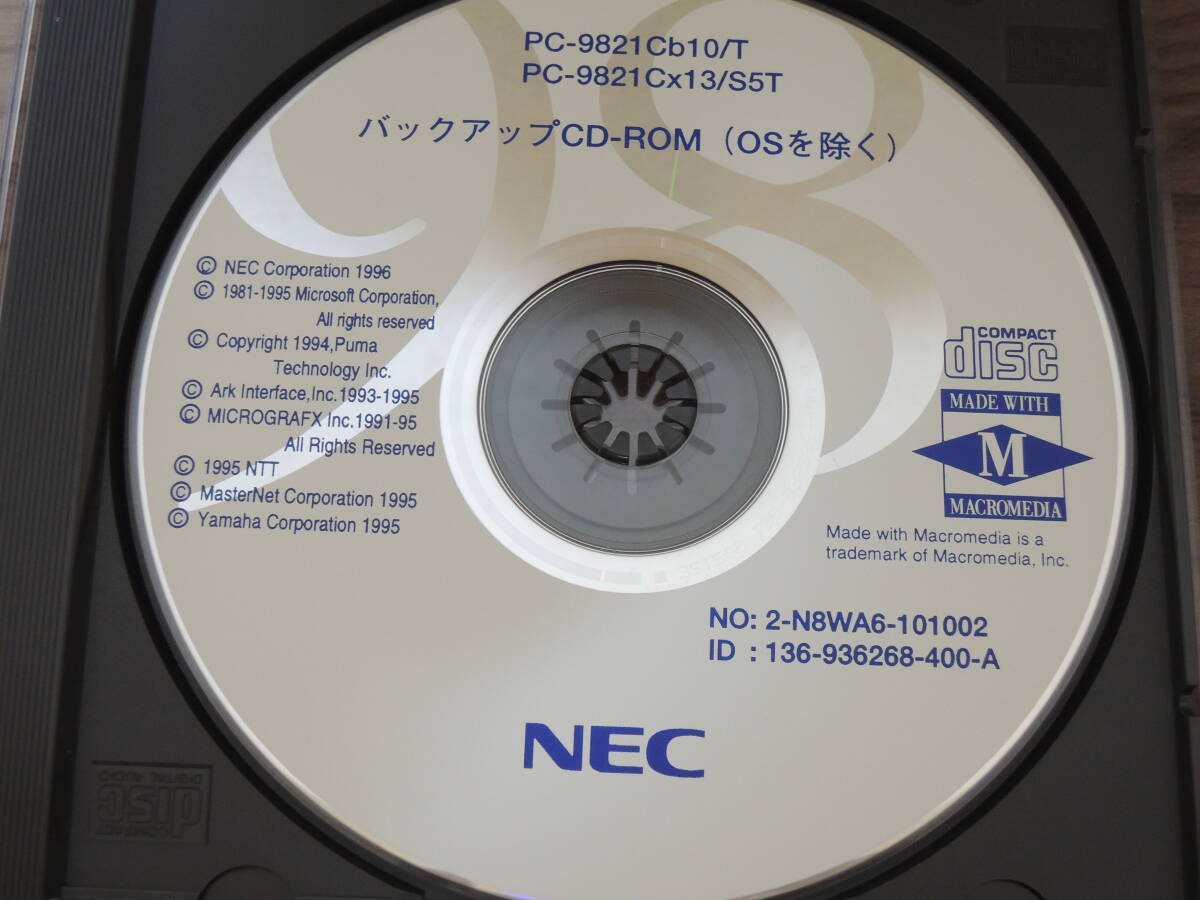 PC-9821Cb10/T
PC-9821Cx13/S5T
バックアップCD-ROM（OSを除く）
© NEC Corporation 1996
© 1981-1995 Microsoft Corporation,
All rights reserved
© Copyright 1994,Puma
Technology Inc.
© Ark Interface,Inc.1993-1995
© MICROGRAFX Inc.1991-95
All Rights Reserved
© 1995 NTT
© MasterNet Corporation 1995
© Yamaha Corporation 1995
COMPACT
disc
MADE WITH
M
MACROMEDIA
Made with Macromedia is a
trademark of Macromedia, Inc.
NO: 2-N8WA6-101002
ID : 136-936268-400-A
NEC
COMPACT
disc
DIGITAL AUDIO